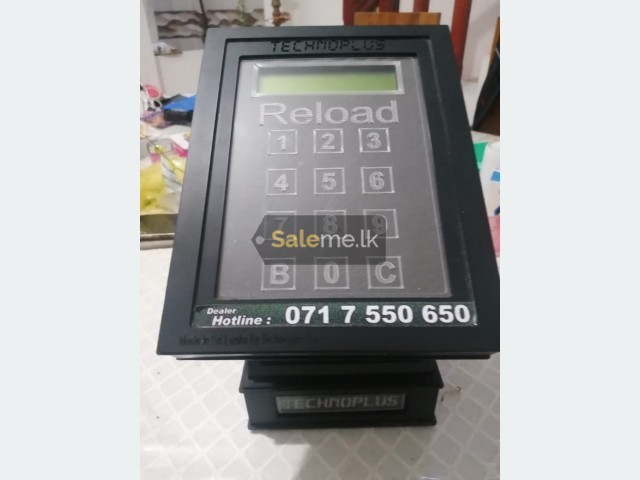 TECHNOPLUS
Reload
1 2 3
4 5 6
7 8 9
Saleme.lk
B 0 C
Dealer
Hotline : 071 7 550 650
TECHNOPLUS